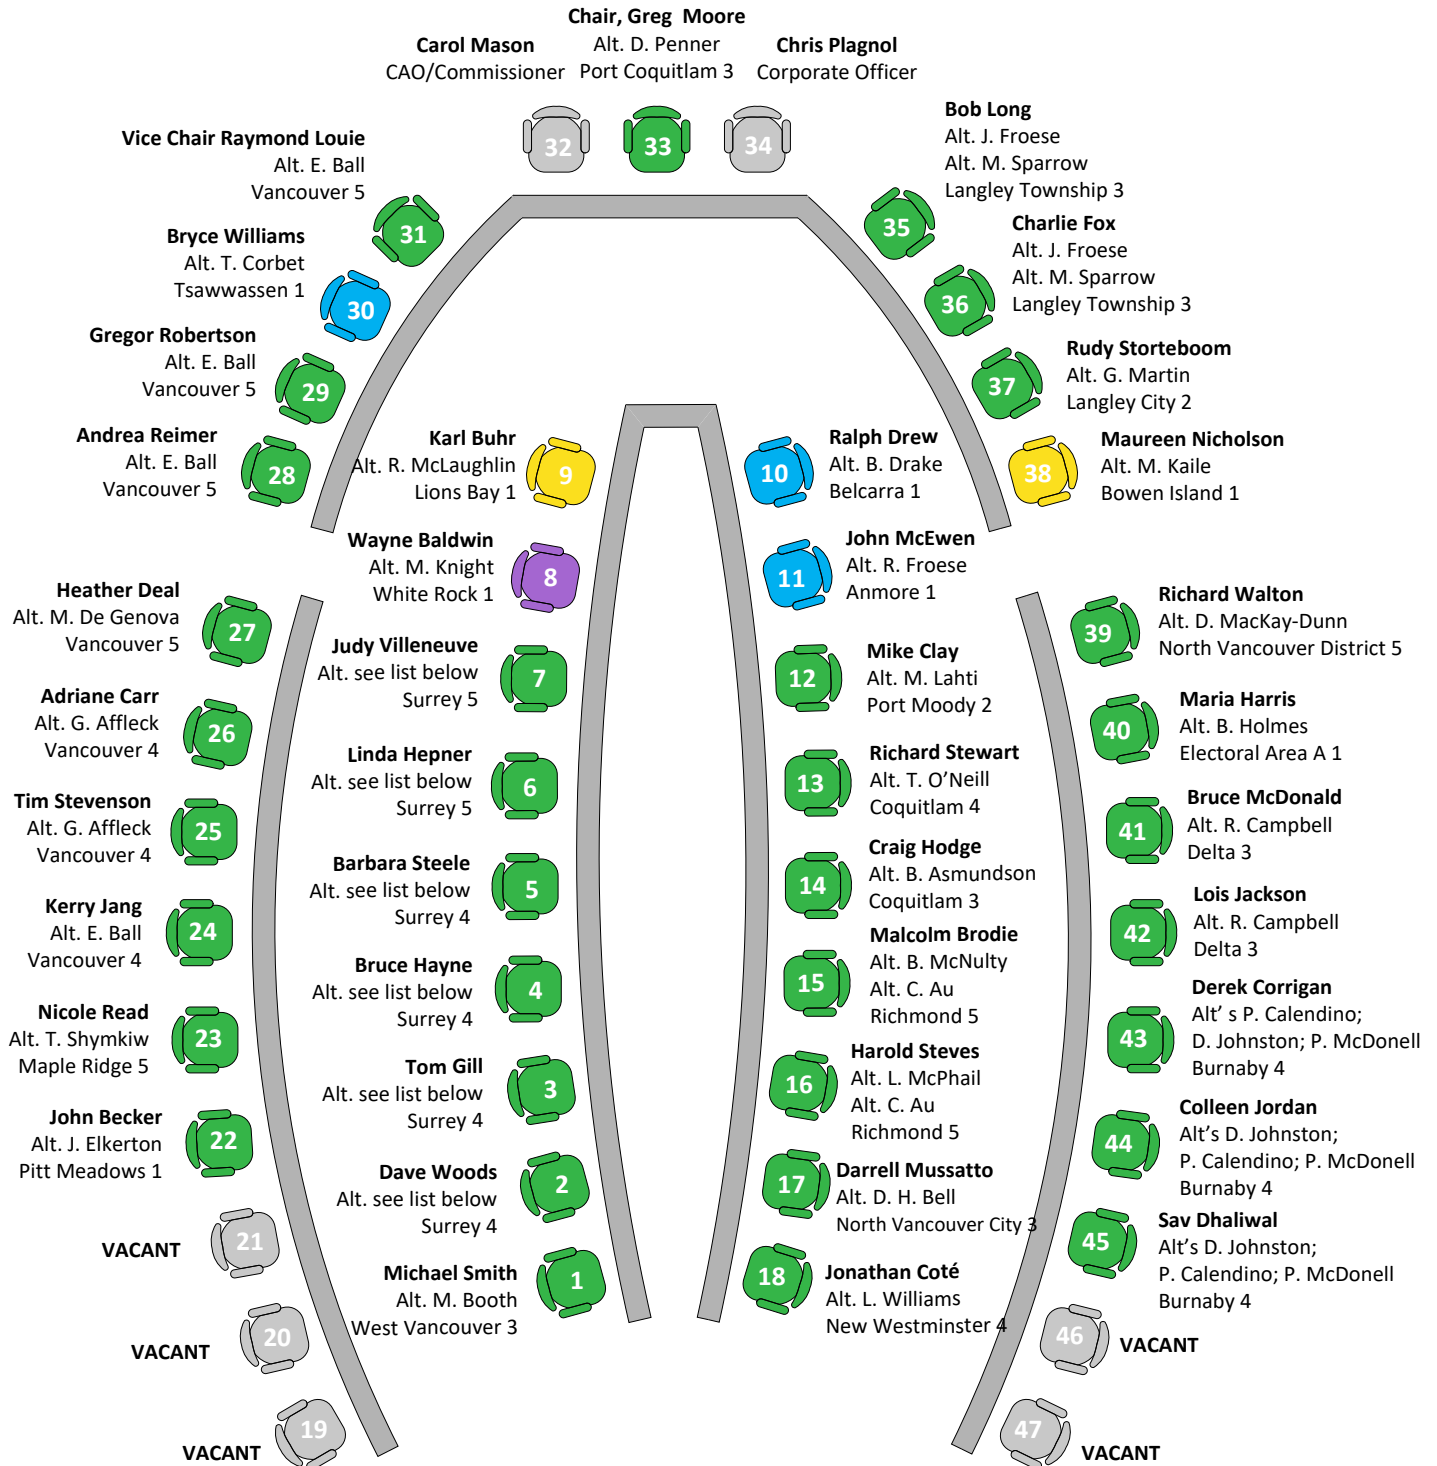 Chair, Greg Moore
Alt. D. Penner
Port Coquitlam 3
Carol Mason
CAO/Commissioner
Chris Plagnol
Corporate Officer
32
33
34
Vice Chair Raymond Louie
Alt. E. Ball
Vancouver 5
31
Bryce Williams
Alt. T. Corbet
Tsawwassen 1
30
Gregor Robertson
Alt. E. Ball
Vancouver 5
29
Andrea Reimer
Alt. E. Ball
Vancouver 5
28
Heather Deal
Alt. M. De Genova
Vancouver 5
27
Adriane Carr
Alt. G. Affleck
Vancouver 4
26
Tim Stevenson
Alt. G. Affleck
Vancouver 4
25
Kerry Jang
Alt. E. Ball
Vancouver 4
24
Nicole Read
Alt. T. Shymkiw
Maple Ridge 5
23
John Becker
Alt. J. Elkerton
Pitt Meadows 1
22
VACANT
21
VACANT
20
VACANT
19
Karl Buhr
Alt. R. McLaughlin
Lions Bay 1
9
Wayne Baldwin
Alt. M. Knight
White Rock 1
8
Judy Villeneuve
Alt. see list below
Surrey 5
7
Linda Hepner
Alt. see list below
Surrey 5
6
Barbara Steele
Alt. see list below
Surrey 4
5
Bruce Hayne
Alt. see list below
Surrey 4
4
Tom Gill
Alt. see list below
Surrey 4
3
Dave Woods
Alt. see list below
Surrey 4
2
Michael Smith
Alt. M. Booth
West Vancouver 3
1
10
Ralph Drew
Alt. B. Drake
Belcarra 1
11
John McEwen
Alt. R. Froese
Anmore 1
12
Mike Clay
Alt. M. Lahti
Port Moody 2
13
Richard Stewart
Alt. T. O’Neill
Coquitlam 4
14
Craig Hodge
Alt. B. Asmundson
Coquitlam 3
15
Malcolm Brodie
Alt. B. McNulty
Alt. C. Au
Richmond 5
16
Harold Steves
Alt. L. McPhail
Alt. C. Au
Richmond 5
17
Darrell Mussatto
Alt. D. H. Bell
North Vancouver City 3
18
Jonathan Coté
Alt. L. Williams
New Westminster 4
35
Bob Long
Alt. J. Froese
Alt. M. Sparrow
Langley Township 3
36
Charlie Fox
Alt. J. Froese
Alt. M. Sparrow
Langley Township 3
37
Rudy Storteboom
Alt. G. Martin
Langley City 2
38
Maureen Nicholson
Alt. M. Kaile
Bowen Island 1
39
Richard Walton
Alt. D. MacKay-Dunn
North Vancouver District 5
40
Maria Harris
Alt. B. Holmes
Electoral Area A 1
41
Bruce McDonald
Alt. R. Campbell
Delta 3
42
Lois Jackson
Alt. R. Campbell
Delta 3
43
Derek Corrigan
Alt’ s P. Calendino;
D. Johnston; P. McDonell
Burnaby 4
44
Colleen Jordan
Alt’s D. Johnston;
P. Calendino; P. McDonell
Burnaby 4
45
Sav Dhaliwal
Alt’s D. Johnston;
P. Calendino; P. McDonell
Burnaby 4
46
VACANT
47
VACANT